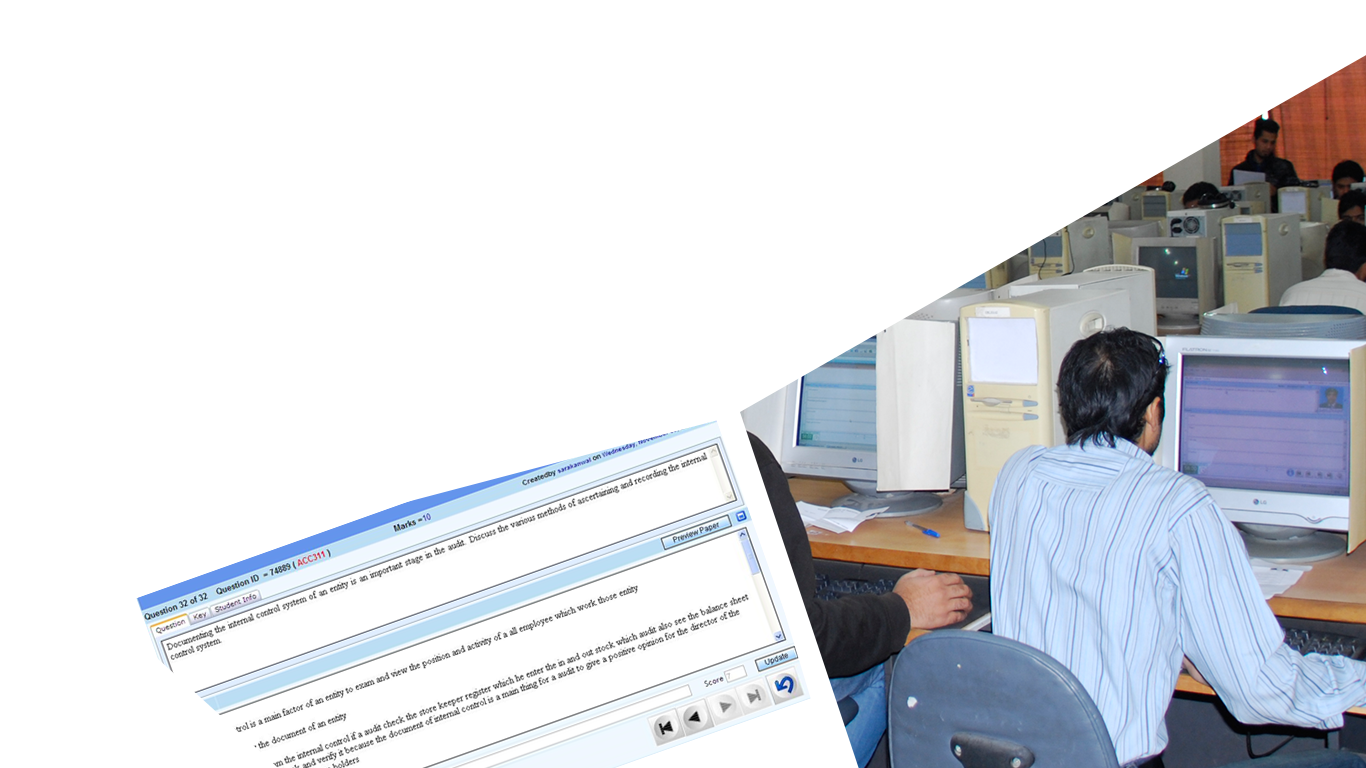 Createdby sarakanwal on Wednesday, November
Marks =10
Question 32 of 32 Question ID = 74889 ( ACC311 )
Question Key Student Info
Documenting the internal control system of an entity is an important stage in the audit. Discuss the various methods of ascertaining and recording the internal
control system.
Preview Paper
trol is a main factor of an entity to exam and view the position and activity of a all employee which work those entity
the document of an entity
the internal control if a audit check the store keeper register which he enter the in and out stock which audit also see the balance sheet
and verify it because the document of internal control is a main thing for a audit to give a positive opinion for the director of the
holders
Score
Update
LG
LG